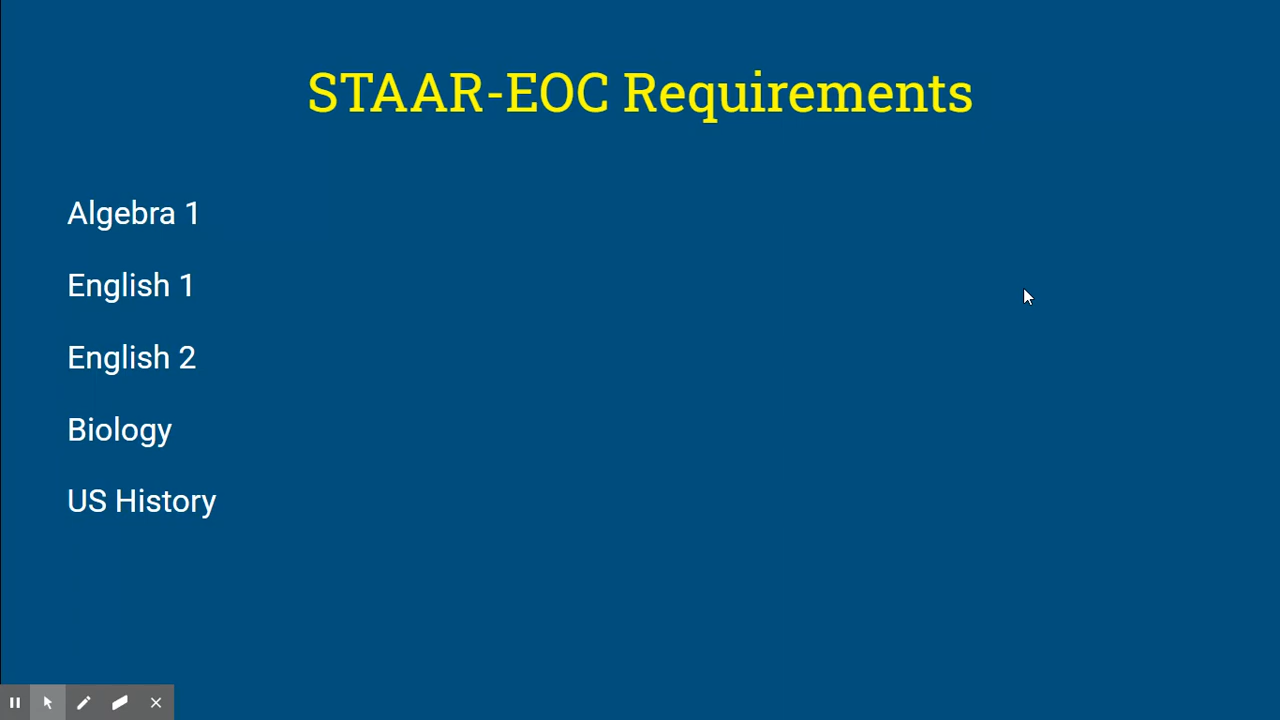 STAAR-EOC Requirements
Algebra 1
English 1
English 2
Biology
US History